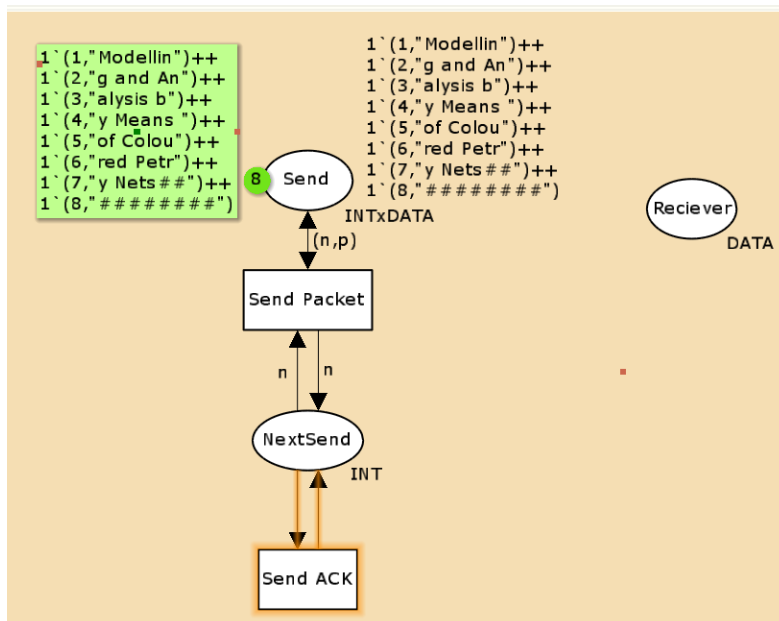 1`(1,"Modellin")++
1`(2,"g and An")++
1`(3,"alysis b")++
1`(4,"y Means ")++
1`(5,"of Colou")++
1`(6,"red Petr")++
1`(7,"y Nets##")++
1`(8,"########")
1`(1,"Modellin")++
1`(2,"g and An")++
1`(3,"alysis b")++
1`(4,"y Means ")++
1`(5,"of Colou")++
1`(6,"red Petr")++
1`(7,"y Nets##")++
1`(8,"########")
8
Send
INTxDATA
Reciever
DATA
(n,p)
Send Packet
n
n
NextSend
INT
Send ACK